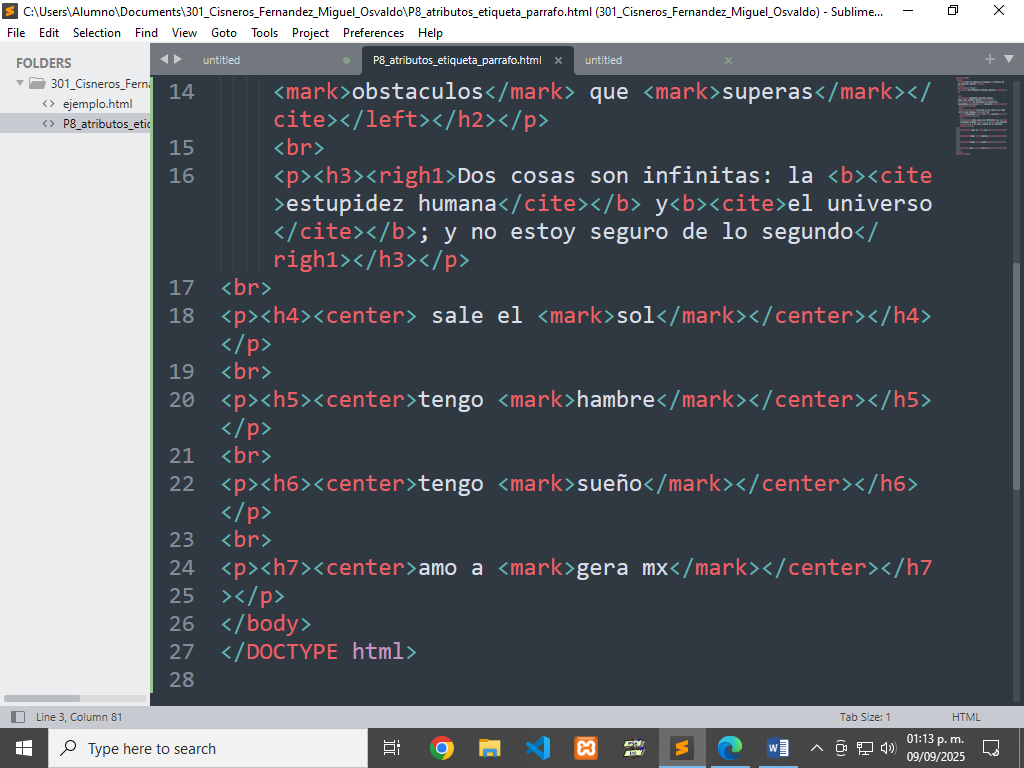 C:\Users\Alumno\Documents\301_Cisneros_Fernandez_Miguel_Osvaldo\P8_atributos_etiqueta_parrafo.html (301_Cisneros_Fernandez_Miguel_Osvaldo) - Sublime...
File Edit Selection Find View Goto Tools Project Preferences Help
FOLDERS
301_Cisneros_Ferna
ejemplo.html
P8_atributos_etiq
untitled P8_atributos_etiqueta_parrafo.html untitled
14 <mark>obstaculos</mark> que <mark>superas</mark></
cite></left></h2></p>
15 <br>
16 <p><h3><righ1>Dos cosas son infinitas: la <b><cite
>estupidez humana</cite></b> y<b><cite>el universo
</cite></b>; y no estoy seguro de lo segundo</
righ1></h3></p>
17 <br>
18 <p><h4><center> sale el <mark>sol</mark></center></h4>
</p>
19 <br>
20 <p><h5><center>tengo <mark>hambre</mark></center></h5>
</p>
21 <br>
22 <p><h6><center>tengo <mark>sueño</mark></center></h6>
</p>
23 <br>
24 <p><h7><center>amo a <mark>gera mx</mark></center></h7
25 ></p>
26 </body>
27 </DOCTYPE html>
28
Line 3, Column 81 Tab Size: 1 HTML
Type here to search
01:13 p. m.
09/09/2025